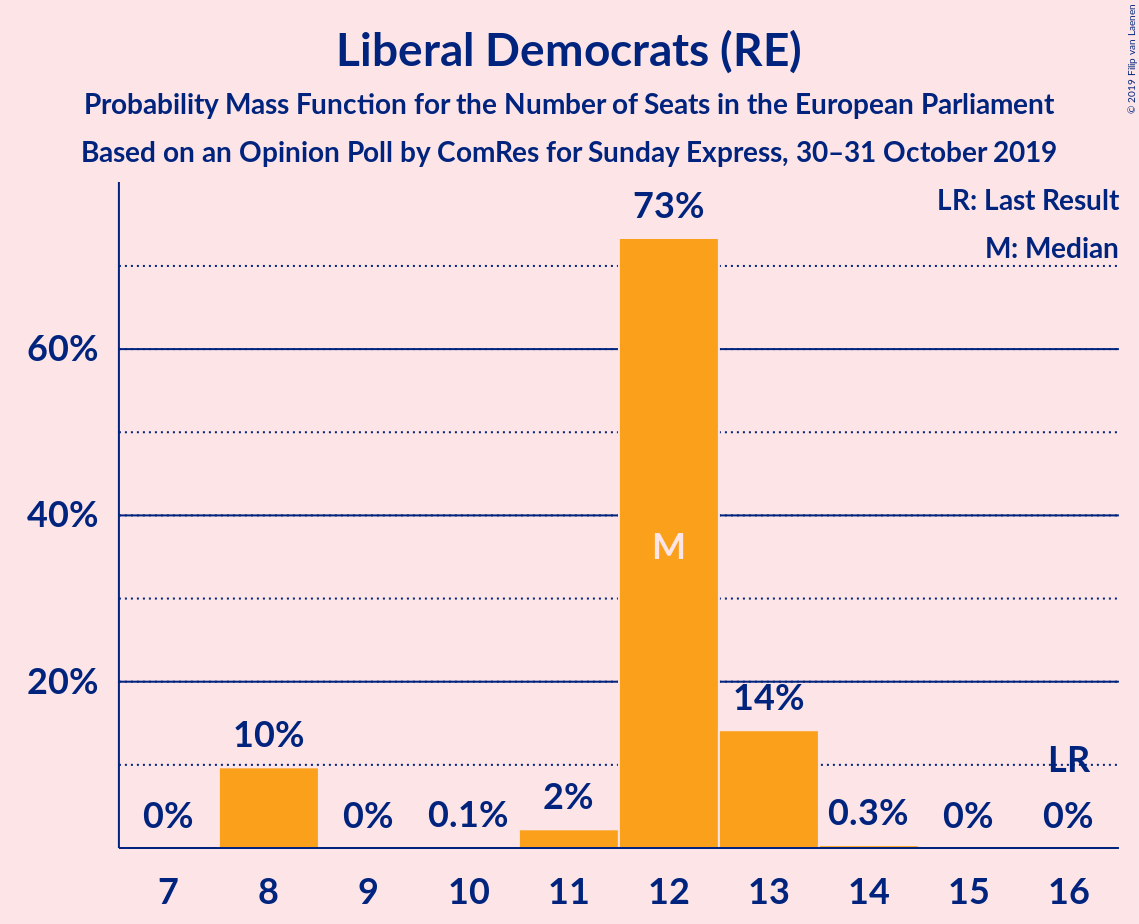 Liberal Democrats (RE)
Probability Mass Function for the Number of Seats in the European Parliament
Based on an Opinion Poll by ComRes for Sunday Express, 30–31 October 2019
© 2019 Filip van Laenen
LR: Last Result
M: Median
73%
60%
40%
M
20%
14%
10%
LR
0%
0%
0.1%
2%
0.3%
0%
0%
7 8 9 10 11 12 13 14 15 16